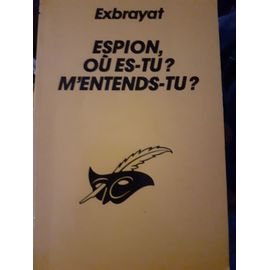 Exbrayat
ESPION,
OÙ ES-TU?
M'ENTENDS-TU?